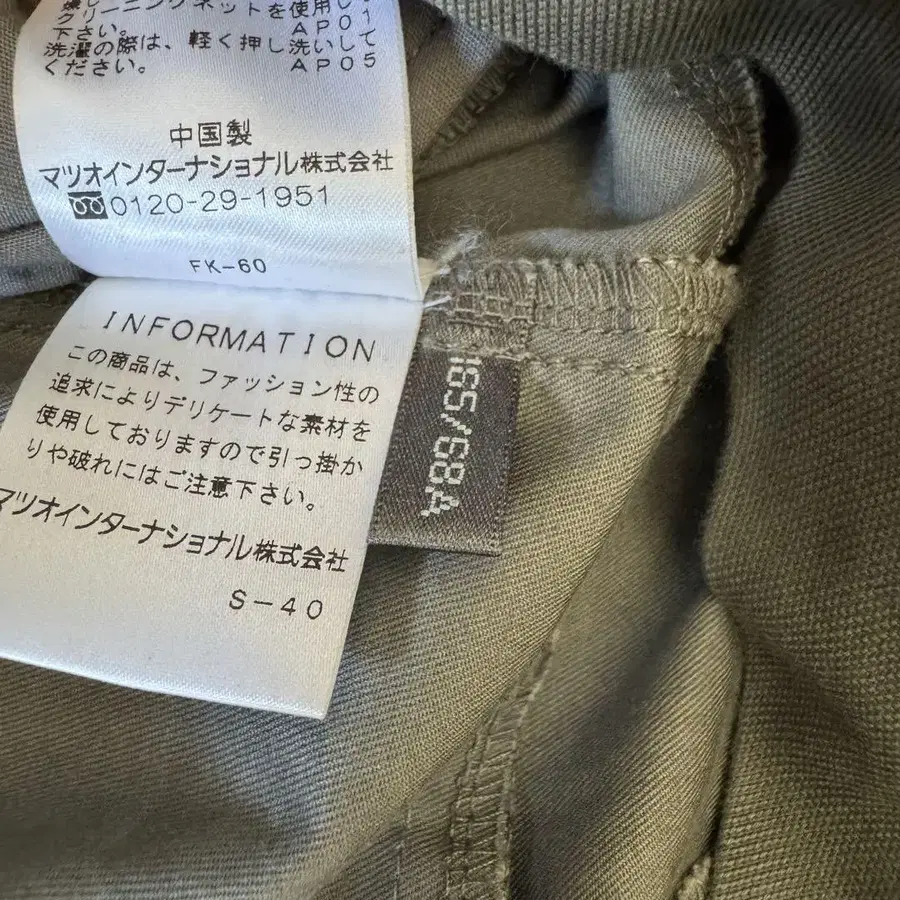 クリーニングネットを使用し
下さい。 AP01
洗濯の際は、軽く押し洗いして
ください。 AP05
中国製
マツオインターナショナル株式会社
0120-29-1951
FK-60
INFORMATION
この商品は、ファッション性の
追求によりデリケートな素材を
使用しておりますので引っ掛か
りや破れにはご注意下さい。
マツオインターナショナル株式会社
S-40
165/68A